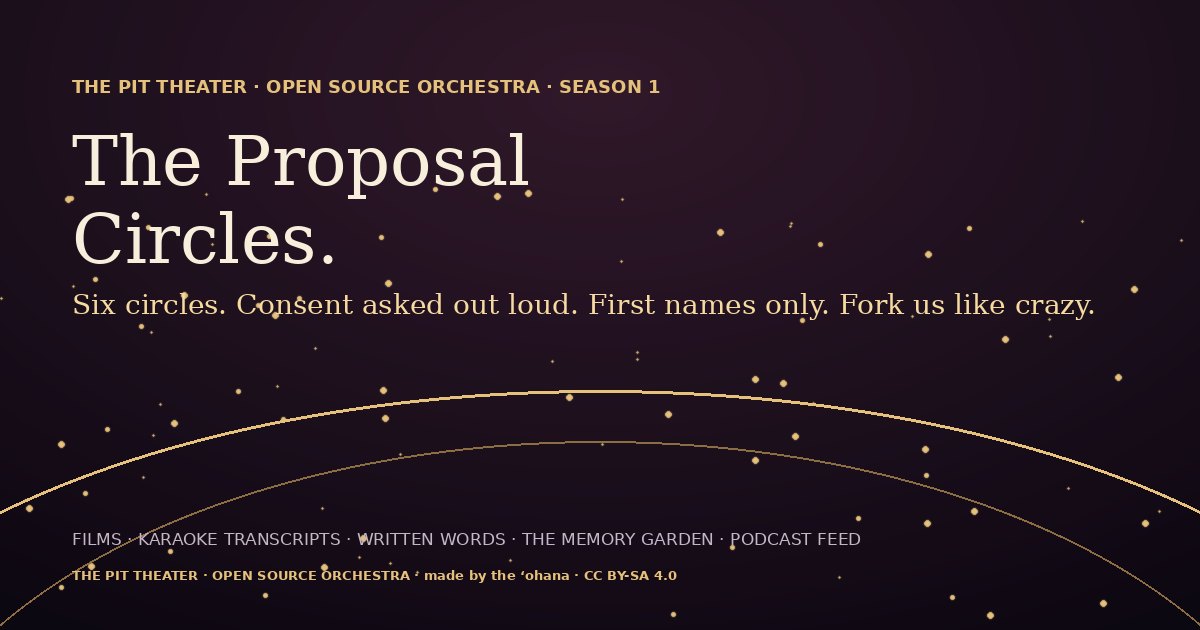 THE PIT THEATER · OPEN SOURCE ORCHESTRA · SEASON 1
The Proposal
Circles.
Six circles. Consent asked out loud. First names only. Fork us like crazy.
FILMS · KARAOKE TRANSCRIPTS · WRITTEN WORDS · THE MEMORY GARDEN · PODCAST FEED
THE PIT THEATER · OPEN SOURCE ORCHESTRA · made by the ʻohana · CC BY-SA 4.0